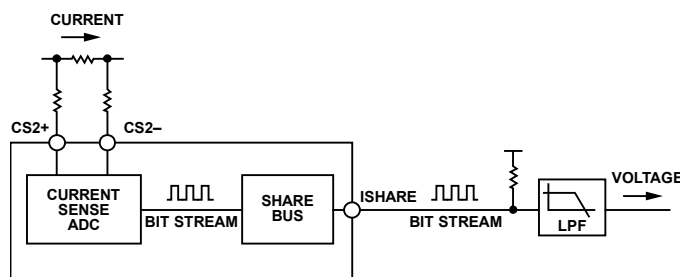 CURRENT
CS2+
CS2–
CURRENT
SENSE
ADC
BIT STREAM
SHARE
BUS
ISHARE
BIT STREAM
LPF
VOLTAGE